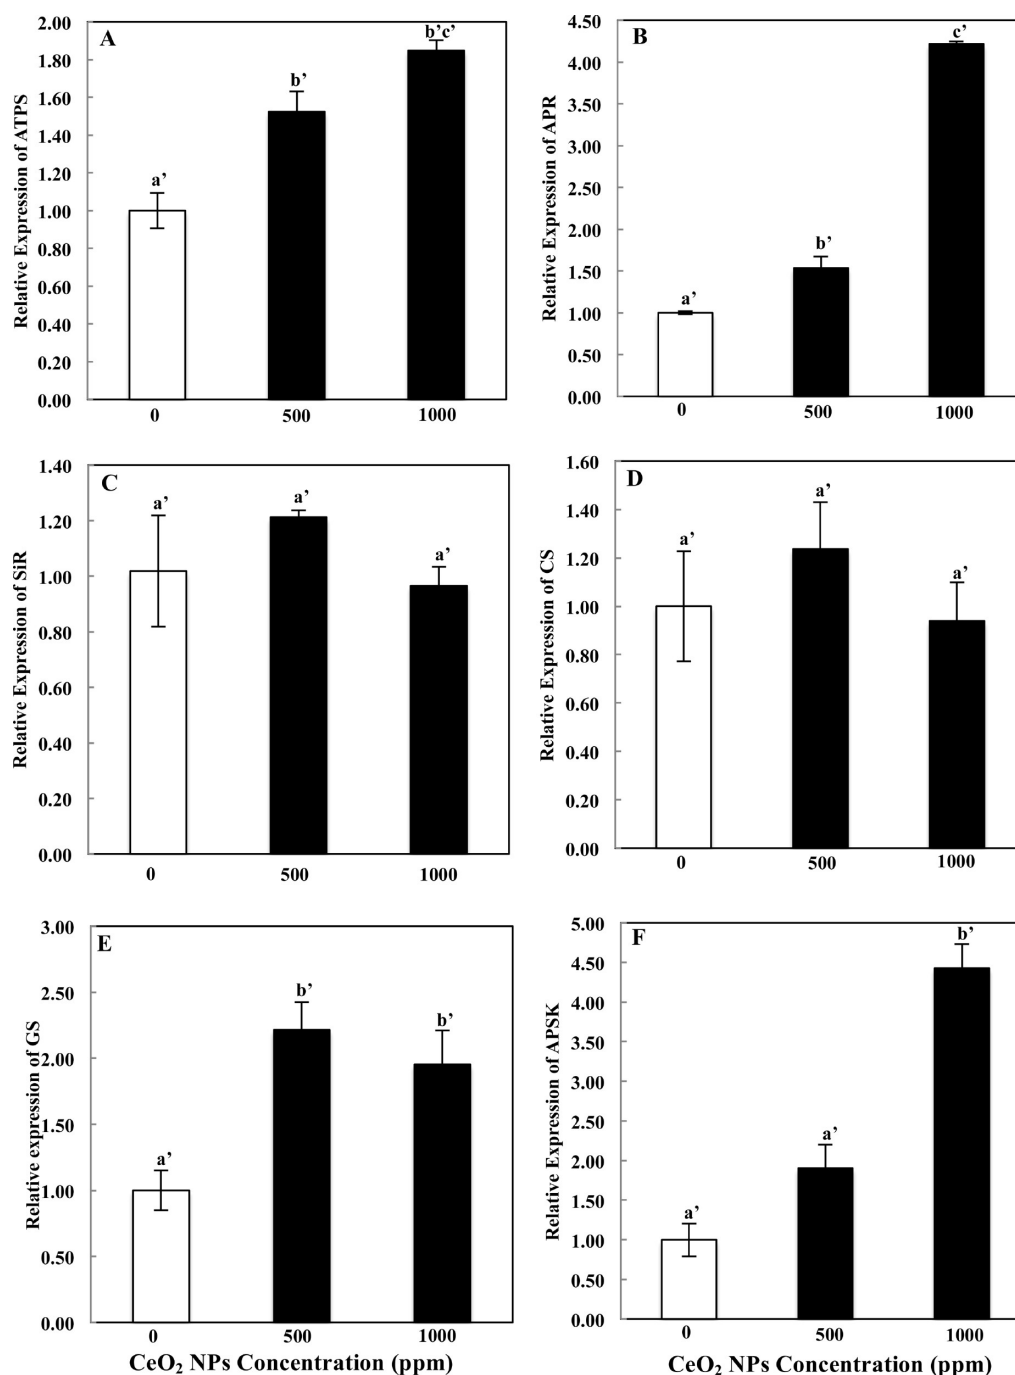 A
Relative Expression of ATPS
2.00
1.80
1.60
1.40
1.20
1.00
0.80
0.60
0.40
0.20
0.00
a’
b’
b’c’
0
500
1000
B
Relative Expression of APR
4.50
4.00
3.50
3.00
2.50
2.00
1.50
1.00
0.50
0.00
a’
b’
c’
0
500
1000
C
Relative Expression of SiR
1.40
1.20
1.00
0.80
0.60
0.40
0.20
0.00
a’
a’
a’
0
500
1000
D
Relative Expression of CS
1.60
1.40
1.20
1.00
0.80
0.60
0.40
0.20
0.00
a’
a’
a’
0
500
1000
E
Relative expression of GS
3.00
2.50
2.00
1.50
1.00
0.50
0.00
a’
b’
b’
0
500
1000
CeO₂ NPs Concentration (ppm)
F
Relative Expression of APSK
5.00
4.50
4.00
3.50
3.00
2.50
2.00
1.50
1.00
0.50
0.00
a’
a’
b’
0
500
1000
CeO₂ NPs Concentration (ppm)